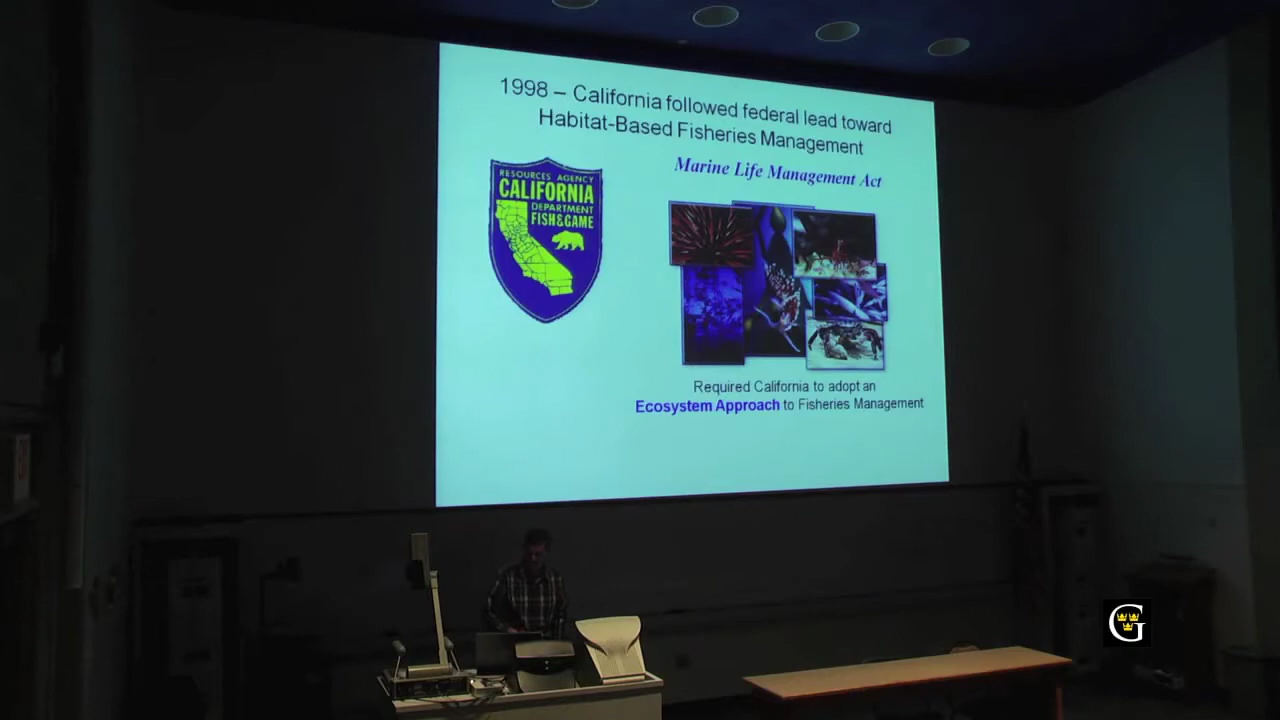 1998 – California followed federal lead toward
Habitat-Based Fisheries Management
Marine Life Management Act
RESOURCES AGENCY
CALIFORNIA
DEPARTMENT
FISH&GAME
Required California to adopt an
Ecosystem Approach to Fisheries Management
G